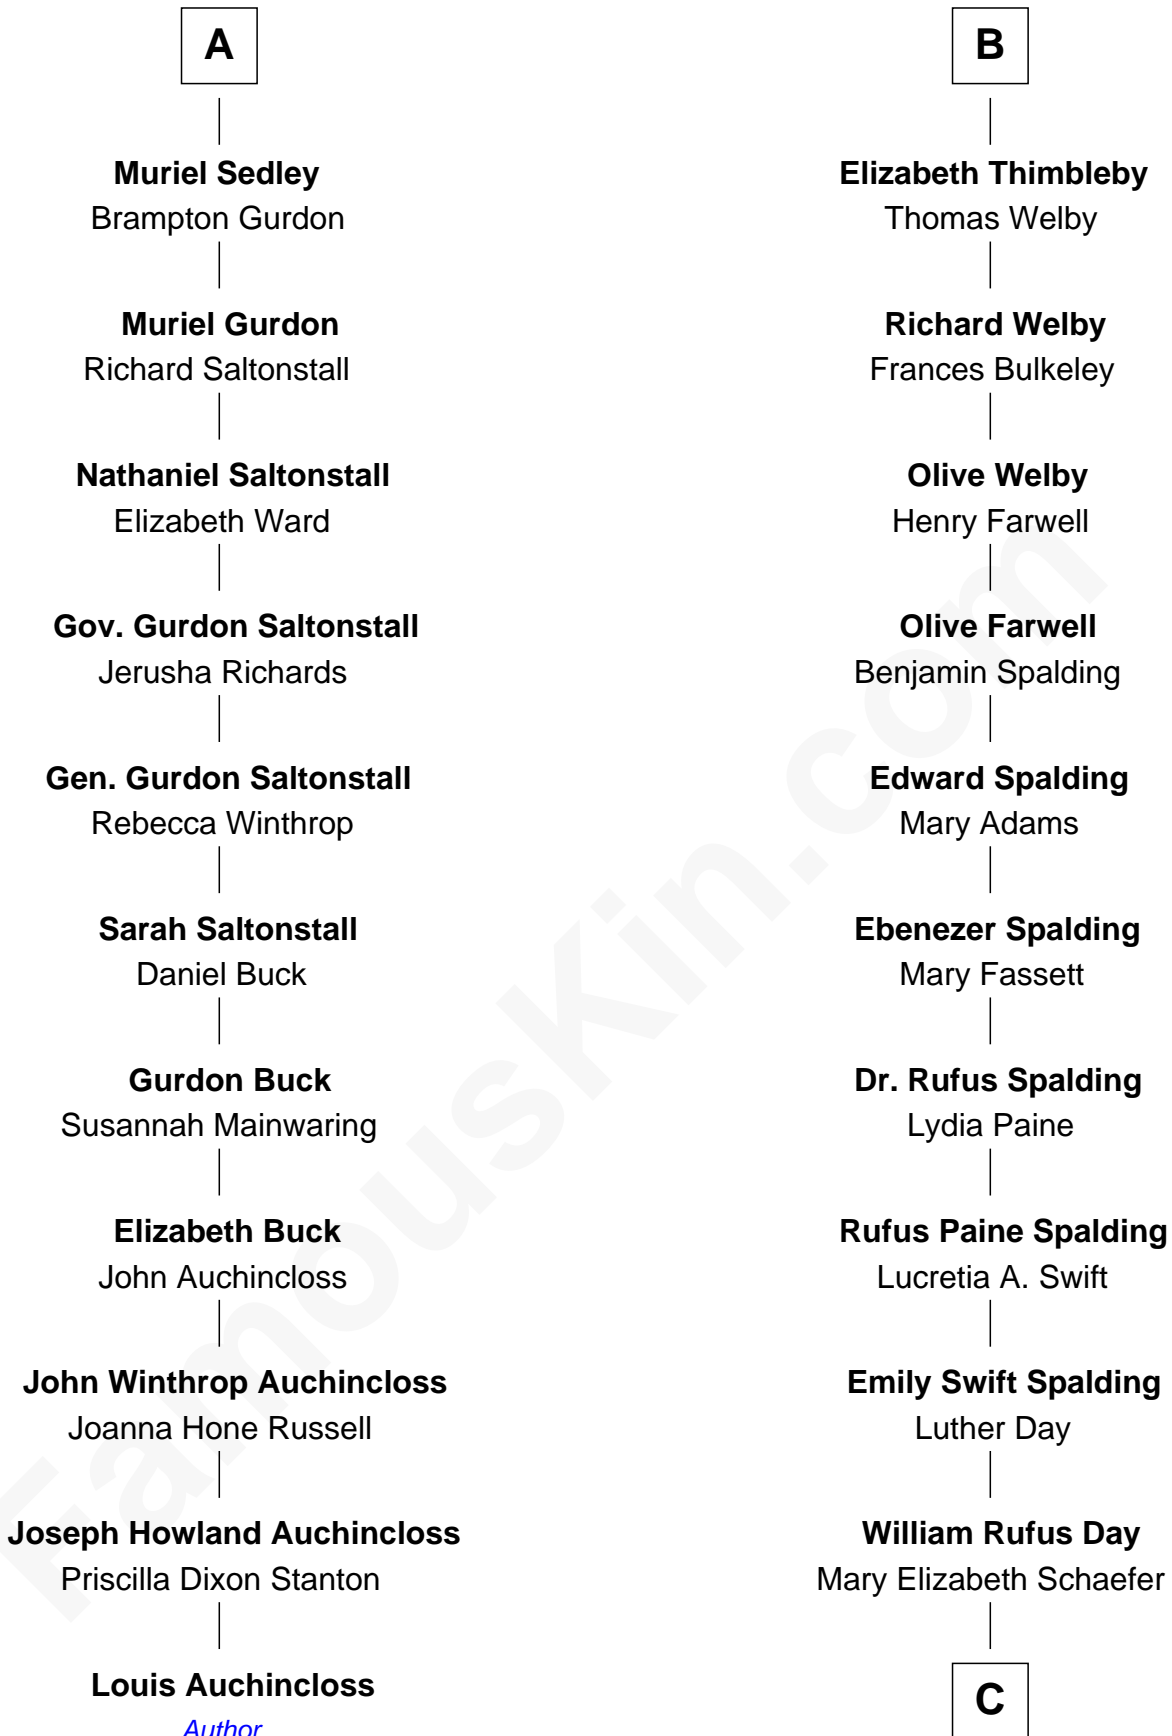 A
Muriel Sedley
Brampton Gurdon
Muriel Gurdon
Richard Saltonstall
Nathaniel Saltonstall
Elizabeth Ward
Gov. Gurdon Saltonstall
Jerusha Richards
Gen. Gurdon Saltonstall
Rebecca Winthrop
Sarah Saltonstall
Daniel Buck
Gurdon Buck
Susannah Mainwaring
Elizabeth Buck
John Auchincloss
John Winthrop Auchincloss
Joanna Hone Russell
Joseph Howland Auchincloss
Priscilla Dixon Stanton
Louis Auchincloss
Author
B
Elizabeth Thimbleby
Thomas Welby
Richard Welby
Frances Bulkeley
Olive Welby
Henry Farwell
Olive Farwell
Benjamin Spalding
Edward Spalding
Mary Adams
Ebenezer Spalding
Mary Fassett
Dr. Rufus Spalding
Lydia Paine
Rufus Paine Spalding
Lucretia A. Swift
Emily Swift Spalding
Luther Day
William Rufus Day
Mary Elizabeth Schaefer
C
FamousKin.com